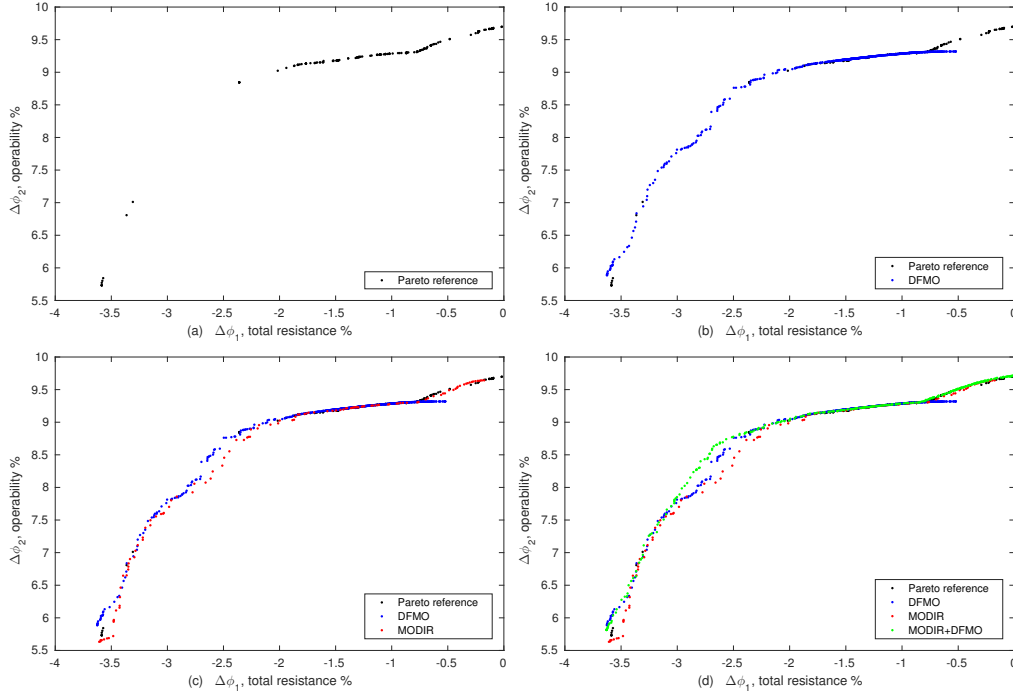 10
9.5
9
8.5
8
7.5
7
6.5
6
5.5
Δϕ2, operability %
Pareto reference
-4 -3.5 -3 -2.5 -2 -1.5 -1 -0.5 0
(a) Δϕ1, total resistance %
10
9.5
9
8.5
8
7.5
7
6.5
6
5.5
Δϕ2, operability %
Pareto reference
DFMO
-4 -3.5 -3 -2.5 -2 -1.5 -1 -0.5 0
(b) Δϕ1, total resistance %
10
9.5
9
8.5
8
7.5
7
6.5
6
5.5
Δϕ2, operability %
Pareto reference
DFMO
MODIR
-4 -3.5 -3 -2.5 -2 -1.5 -1 -0.5 0
(c) Δϕ1, total resistance %
10
9.5
9
8.5
8
7.5
7
6.5
6
5.5
Δϕ2, operability %
Pareto reference
DFMO
MODIR
MODIR+DFMO
-4 -3.5 -3 -2.5 -2 -1.5 -1 -0.5 0
(d) Δϕ1, total resistance %